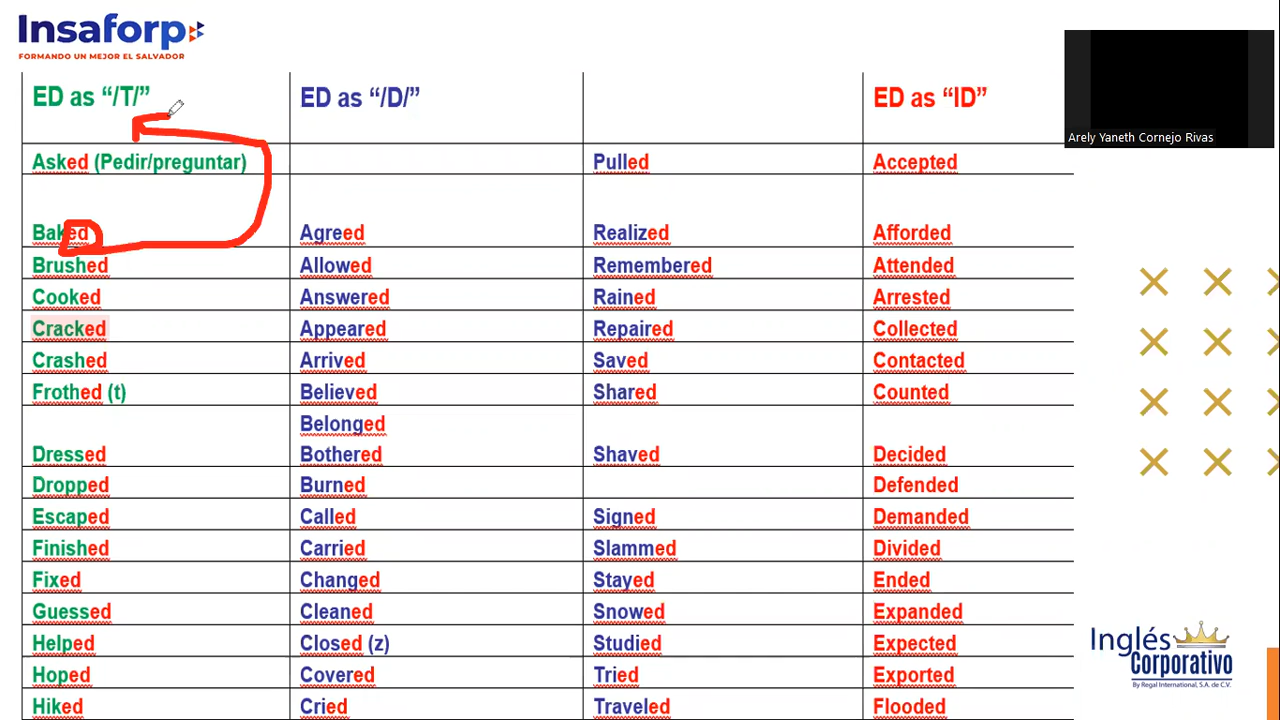 Insaforp
FORMANDO UN MEJOR EL SALVADOR
Arely Yaneth Cornejo Rivas
ED as “/T/” ED as “/D/” ED as “ID”
Asked (Pedir/preguntar) Pulled Accepted
Baked Agreed Realized Afforded
Brushed Allowed Remembered Attended
Cooked Answered Rained Arrested
Cracked Appeared Repaired Collected
Crashed Arrived Saved Contacted
Frothed (t) Believed Shared Counted
Belonged
Dressed Bothered Shaved Decided
Dropped Burned Defended
Escaped Called Signed Demanded
Finished Carried Slammed Divided
Fixed Changed Stayed Ended
Guessed Cleaned Snowed Expanded
Helped Closed (z) Studied Expected
Hoped Covered Tried Exported
Hiked Cried Traveled Flooded
Inglés
Corporativo
By Regal International, S.A. de C.V.